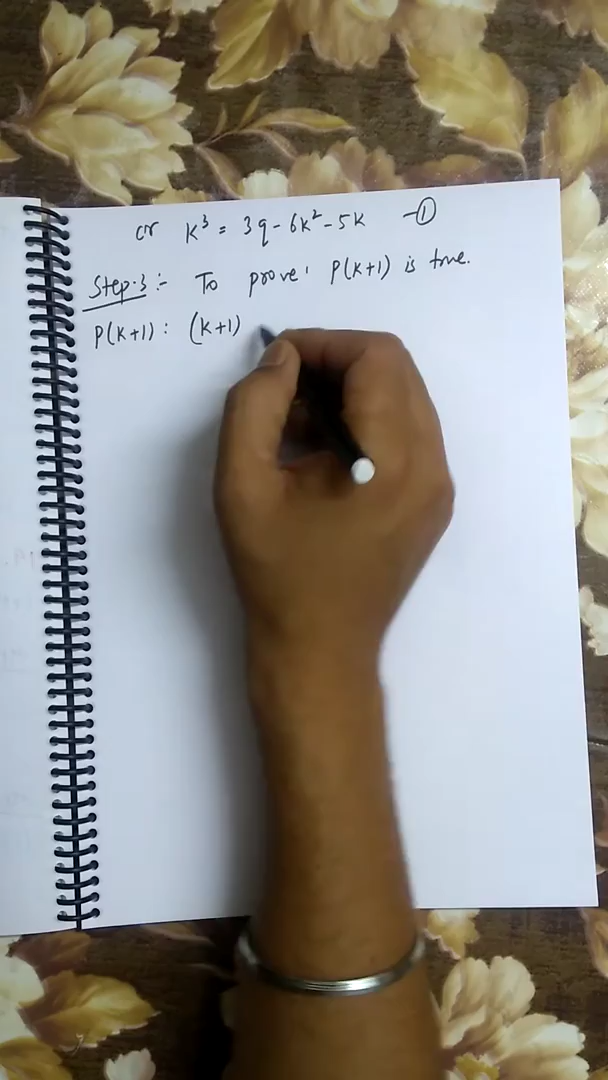 or K³ = 3q - 6K² - 5K -①
Step-3:- To prove: P(K+1) is true.
P(K+1) : (K+1)